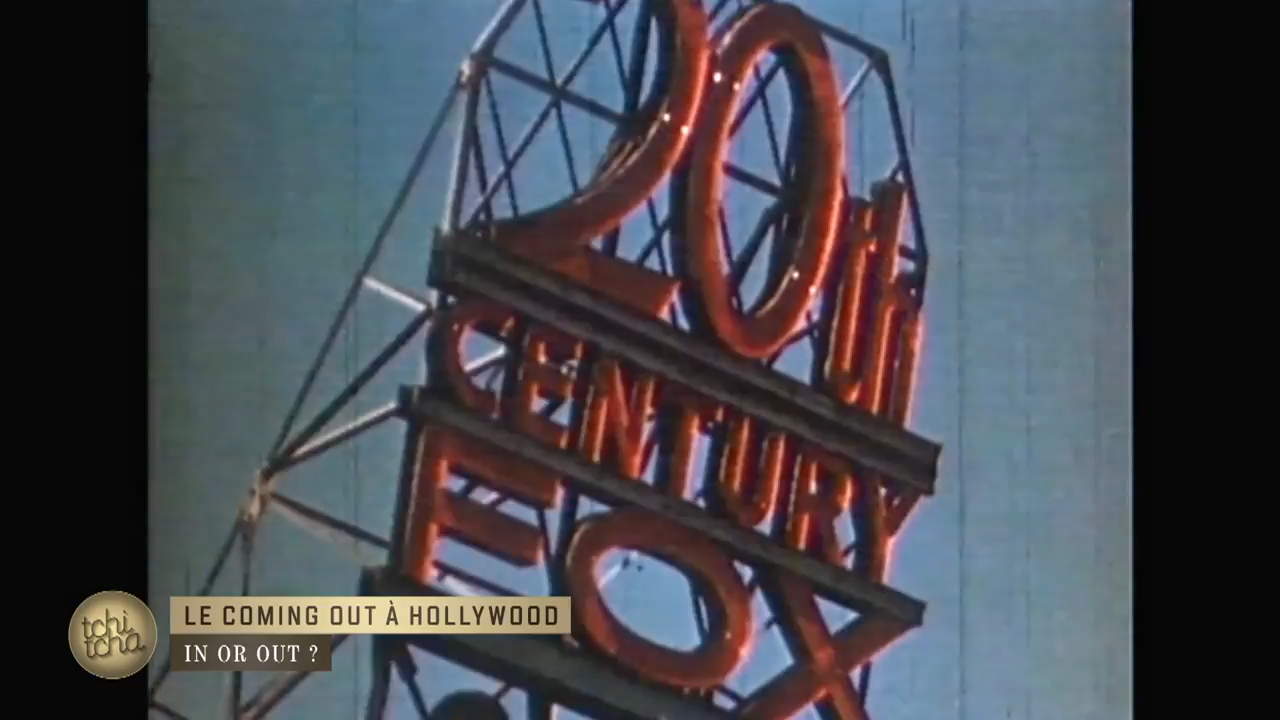 20th
CENTURY
FOX
tchi
tcha
LE COMING OUT À HOLLYWOOD
IN OR OUT ?